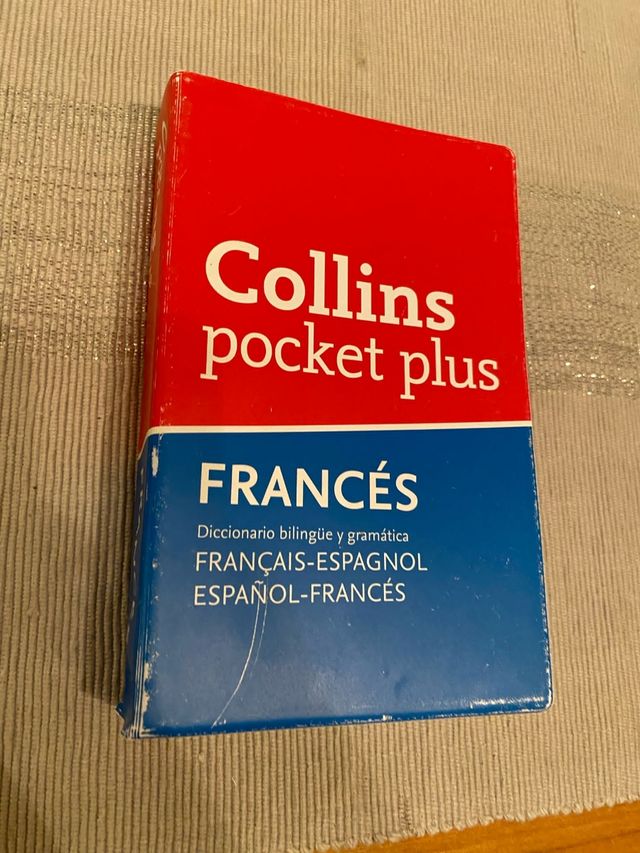 Collins
pocket plus
FRANCÉS
Diccionario bilingüe y gramática
FRANÇAIS-ESPAGNOL
ESPAÑOL-FRANCÉS